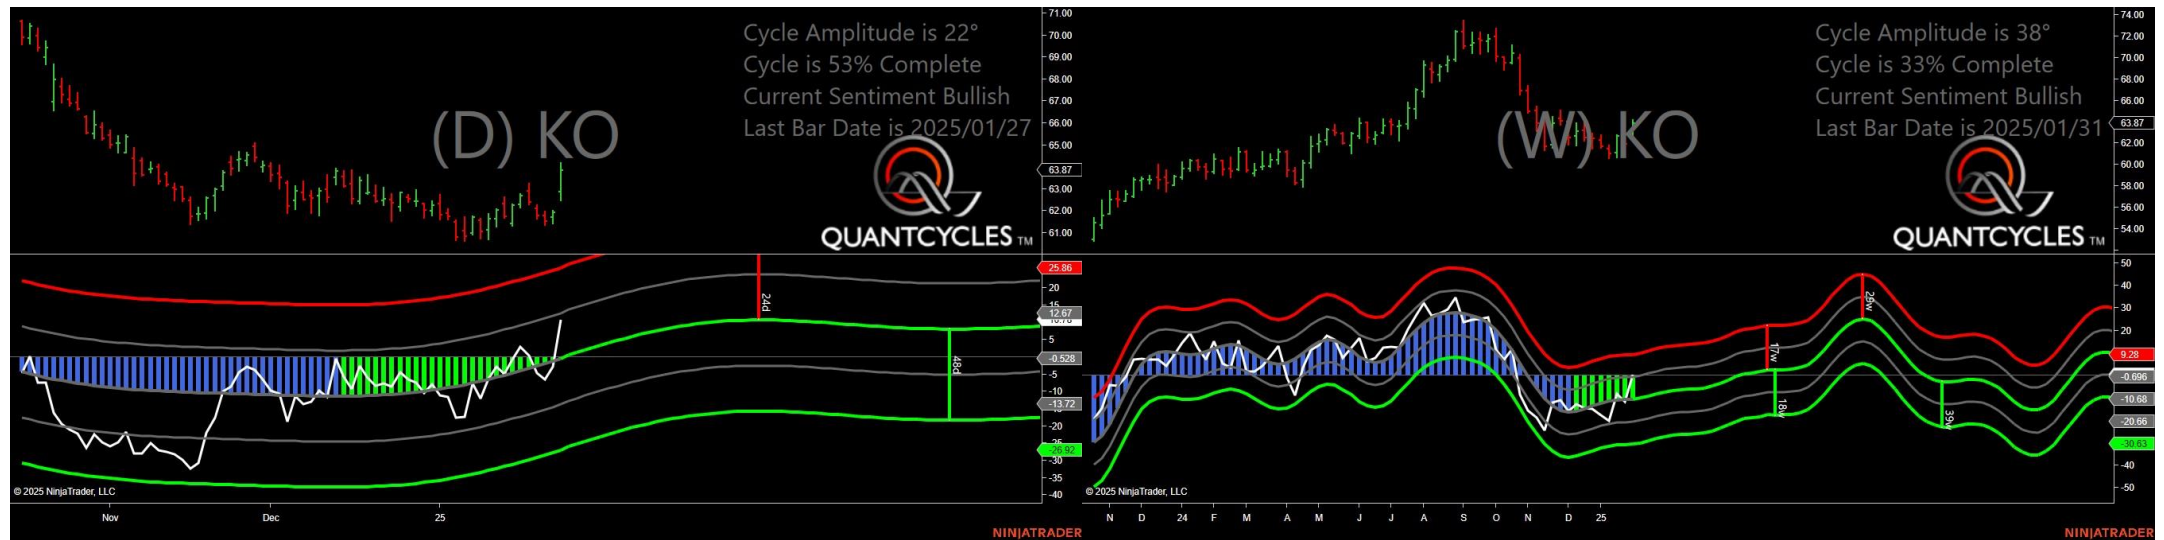 Cycle Amplitude is 22°
Cycle is 53% Complete
Current Sentiment Bullish
Last Bar Date is 2025/01/27
(D) KO
QUANTCYCLES TM
71.00
70.00
69.00
68.00
67.00
66.00
65.00
63.87
63.00
62.00
61.00
24d
48d
25.86
20
15
12.67
5
-0.528
-5
-10
-13.72
-20
-26.92
-30
-35
-40
© 2025 NinjaTrader, LLC
Nov
Dec
25
NINJATRADER
Cycle Amplitude is 38°
Cycle is 33% Complete
Current Sentiment Bullish
Last Bar Date is 2025/01/31
(W) KO
QUANTCYCLES TM
74.00
72.00
70.00
68.00
66.00
63.87
62.00
60.00
58.00
56.00
54.00
17w
18w
29w
39w
50
40
30
20
9.28
-0.696
-10.68
-20.66
-30.63
-40
-50
© 2025 NinjaTrader, LLC
N D 24 F M A M J J A S O N D 25
NINJATRADER